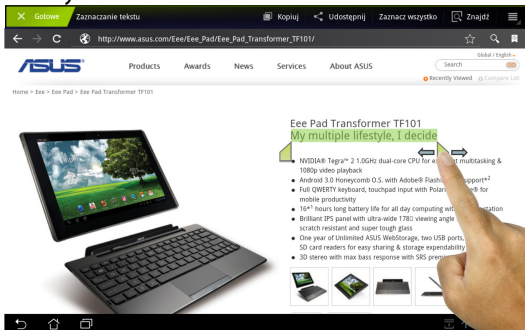 Gotowe
Zaznaczanie tekstu
Kopiuj
Udostępnij
Zaznacz wszystko
Znajdź
http://www.asus.com/Eee/Eee_Pad/Eee_Pad_Transformer_TF101/
Global / English
ASUS
Products
Awards
News
Services
About ASUS
Search
Recently Viewed
Compare List
Home > Eee > Eee Pad > Eee Pad Transformer TF101
Eee Pad Transformer TF101
My multiple lifestyle, I decide
NVIDIA® Tegra™ 2 1.0GHz dual-core CPU for multitasking &
1080p video playback
Android 3.0 Honeycomb O.S. with Adobe® support*2
Full QWERTY keyboard, touchpad input with for
mobile productivity
16*1 hours long battery life for all day computing
Brilliant IPS panel with ultra-wide 178 viewing
scratch resistant and super tough glass
One year of Unlimited ASUS WebStorage, two USB ports,
SD card readers for easy sharing & storage
3D stereo with max bass response with SRS